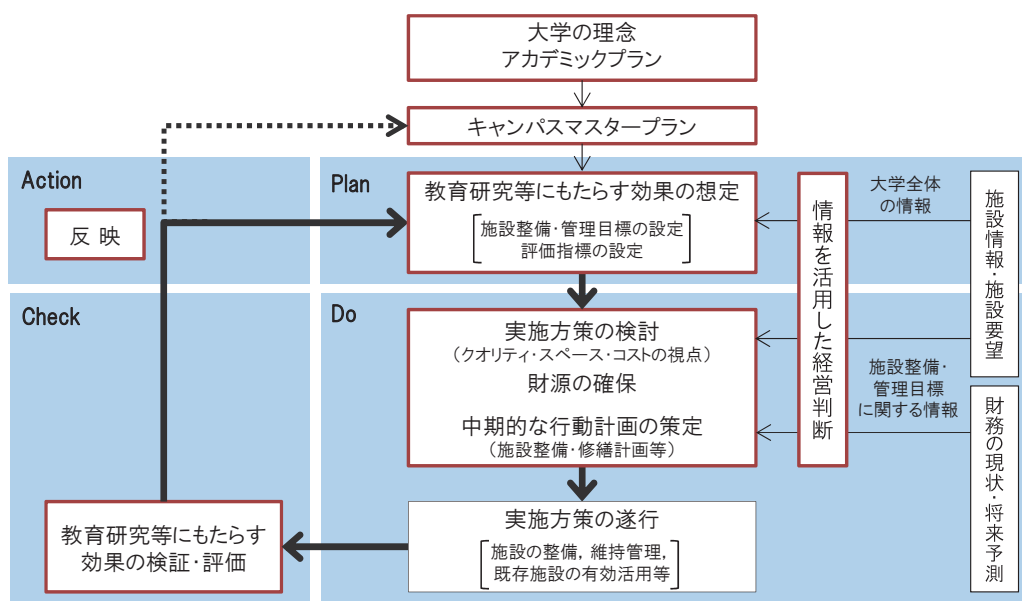 大学の理念
アカデミックプラン
キャンパスマスタープラン
Action
反 映
Plan
教育研究等にもたらす効果の想定
施設整備・管理目標の設定
評価指標の設定
情報を活用した経営判断
大学全体
の情報
施設情報・施設要望
Check
Do
実施方策の検討
（クオリティ・スペース・コストの視点）
財源の確保
中期的な行動計画の策定
（施設整備・修繕計画等）
施設整備・
管理目標
に関する情報
財務の現状・将来予測
教育研究等にもたらす
効果の検証・評価
実施方策の遂行
施設の整備，維持管理，
既存施設の有効活用等